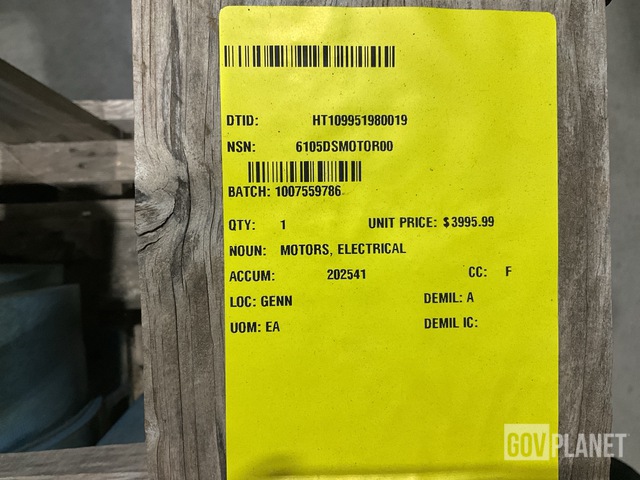 DTID: HT109951980019
NSN: 6105DSMOTOR00
BATCH: 1007559786
QTY: 1 UNIT PRICE: $3995.99
NOUN: MOTORS, ELECTRICAL
ACCUM: 202541 CC: F
LOC: GENN DEMIL: A
UOM: EA DEMIL IC:
GOVPLANET